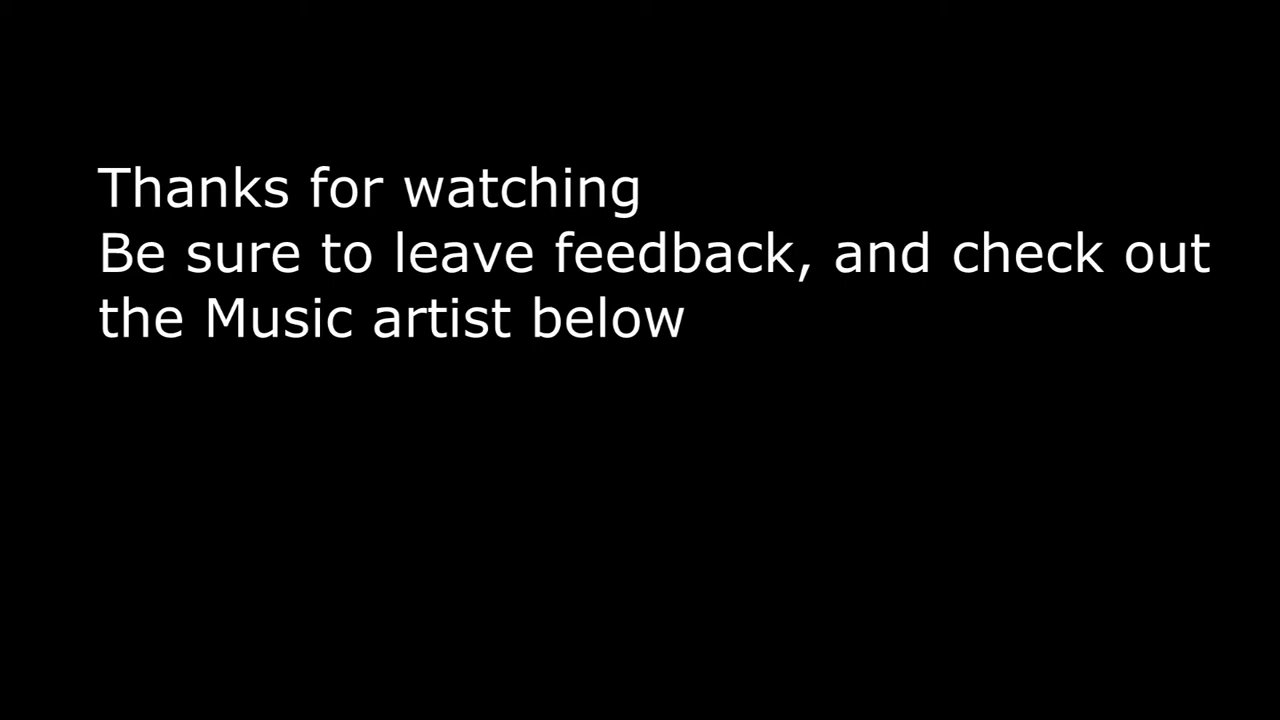 Thanks for watching
Be sure to leave feedback, and check out
the Music artist below